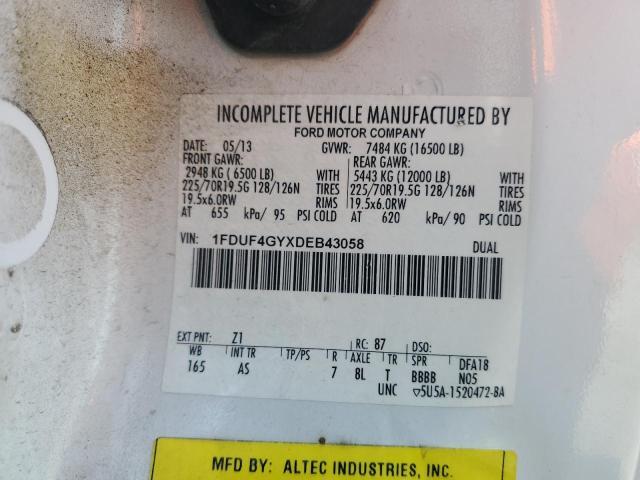 INCOMPLETE VEHICLE MANUFACTURED BY
FORD MOTOR COMPANY
DATE: 05/13 GVWR: 7484 KG (16500 LB)
FRONT GAWR: REAR GAWR:
2948 KG ( 6500 LB) WITH 5443 KG (12000 LB) WITH
225/70R19.5G 128/126N TIRES 225/70R19.5G 128/126N TIRES
19.5x6.0RW RIMS 19.5x6.0RW RIMS
AT 655 kPa/ 95 PSI COLD AT 620 kPa/ 90 PSI COLD
VIN: 1FDUF4GYXDEB43058 DUAL
EXT PNT: Z1 RC: 87 DSO:
WB INT TR TP/PS R AXLE TR SPR DFA18
165 AS 7 8L T BBBB N05
UNC ▽5U5A-1520472-BA
MFD BY: ALTEC INDUSTRIES, INC.